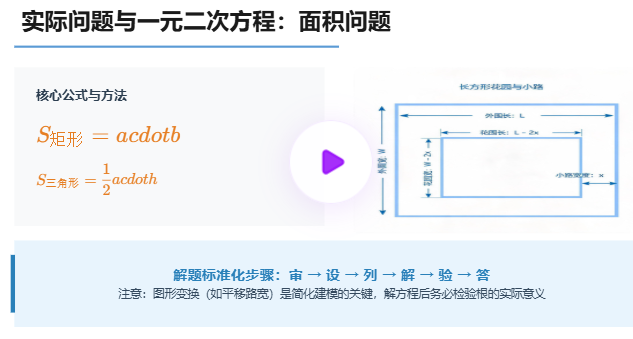 实际问题与一元二次方程：面积问题
核心公式与方法
S矩形 = acdotb
S三角形 = 1/2 acdoth
长方形花园与小路
外围长：L
花园长：L - 2x
外围宽：W
花园宽：W - 2x
小路宽度：x
解题标准化步骤：审 → 设 → 列 → 解 → 验 → 答
注意：图形变换（如平移路宽）是简化建模的关键，解方程后务必检验根的实际意义